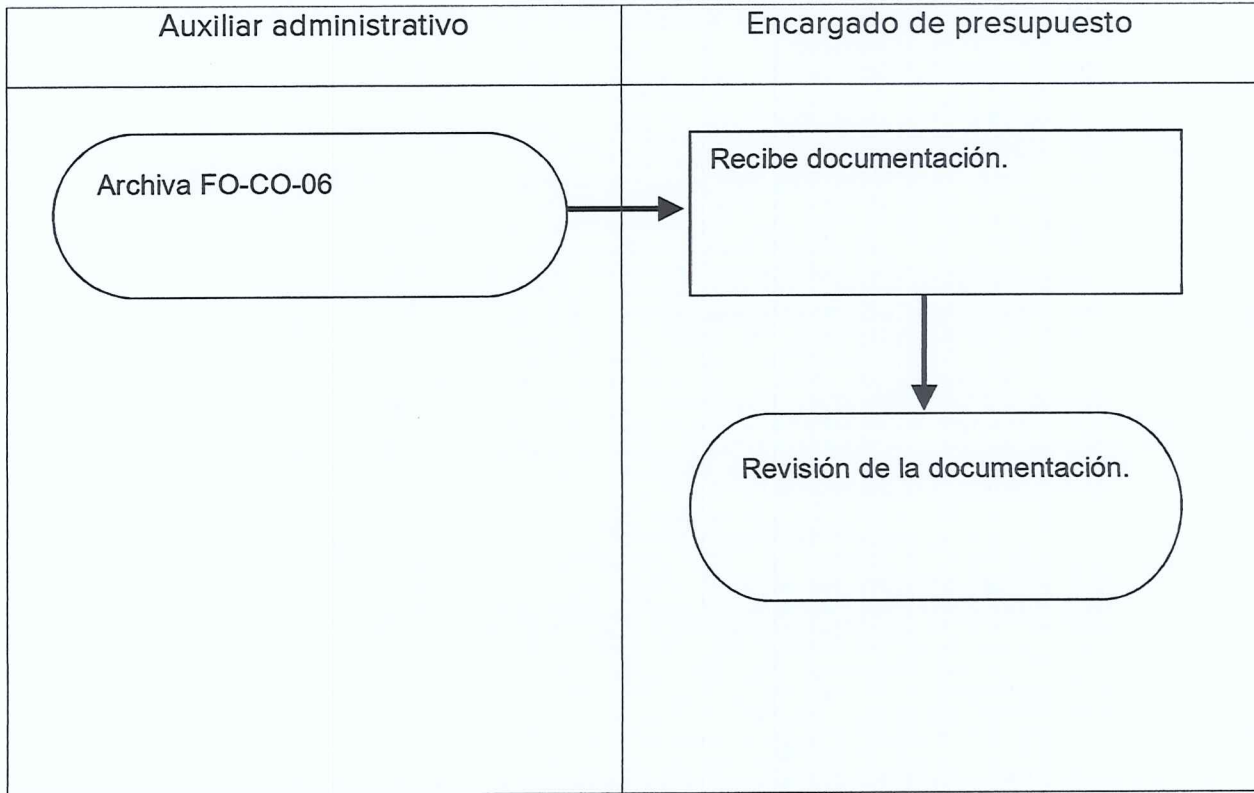 Auxiliar administrativo
Encargado de presupuesto
Archiva FO-CO-06
Recibe documentación.
Revisión de la documentación.